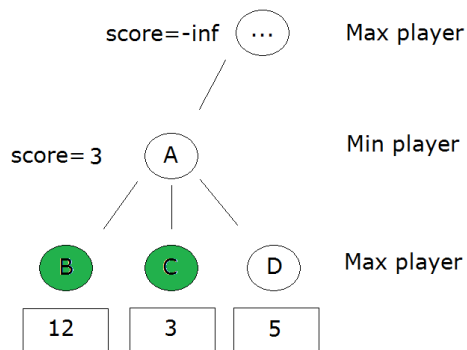 score=-inf ... Max player
score= 3 A Min player
B C D Max player
12 3 5